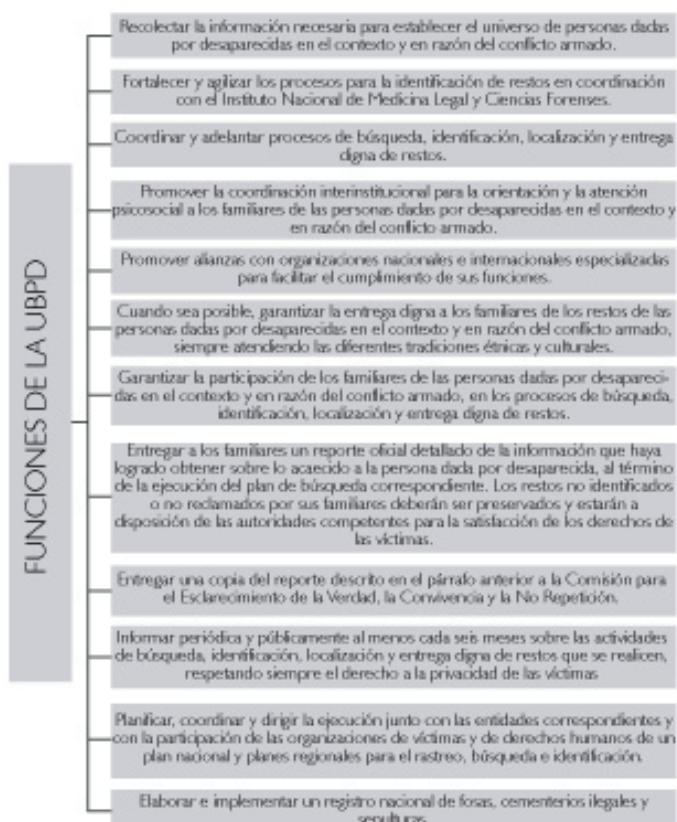 FUNCIONES DE LA UBPD
Recolectar la información necesaria para establecer el universo de personas dadas
por desaparecidas en el contexto y en razón del conflicto armado.
Fortalecer y agilizar los procesos para la identificación de restos en coordinación
con el Instituto Nacional de Medicina Legal y Ciencias Forenses.
Coordinar y adelantar procesos de búsqueda, identificación, localización y entrega
digna de restos.
Promover la coordinación interinstitucional para la orientación y la atención
psicosocial a los familiares de las personas dadas por desaparecidas en el contexto y
en razón del conflicto armado.
Promover alianzas con organizaciones nacionales e internacionales especializadas
para facilitar el cumplimiento de sus funciones.
Cuando sea posible, garantizar la entrega digna a los familiares de los restos de las
personas dadas por desaparecidas en el contexto y en razón del conflicto armado,
siempre atendiendo las diferentes tradiciones étnicas y culturales.
Garantizar la participación de los familiares de las personas dadas por desapareci-
das en el contexto y en razón del conflicto armado, en los procesos de búsqueda,
identificación, localización y entrega digna de restos.
Entregar a los familiares un reporte oficial detallado de la información que haya
logrado obtener sobre lo acaecido a la persona dada por desaparecida, al término
de la ejecución del plan de búsqueda correspondiente. Los restos no identificados
o no reclamados por sus familiares deberán ser preservados y estarán a
disposición de las autoridades competentes para la satisfacción de los derechos de
las víctimas.
Entregar una copia del reporte descrito en el párrafo anterior a la Comisión para
el Esclarecimiento de la Verdad, la Convivencia y la No Repetición.
Informar periódica y públicamente al menos cada seis meses sobre las actividades
de búsqueda, identificación, localización y entrega digna de restos que se realicen,
respetando siempre el derecho a la privacidad de las víctimas
Planificar, coordinar y dirigir la ejecución junto con las entidades correspondientes y
con la participación de las organizaciones de víctimas y de derechos humanos de un
plan nacional y planes regionales para el rastreo, búsqueda e identificación.
Elaborar e implementar un registro nacional de fosas, cementerios ilegales y
sepulturas